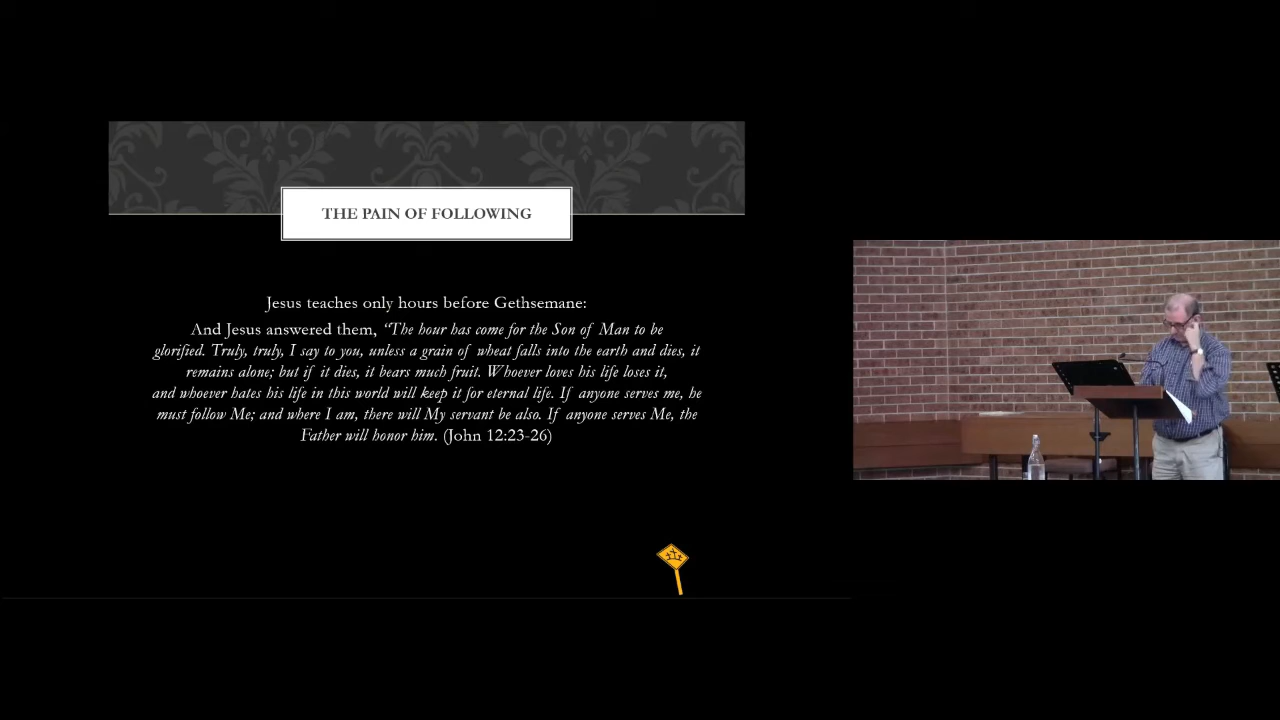 THE PAIN OF FOLLOWING
Jesus teaches only hours before Gethsemane:
And Jesus answered them, “The hour has come for the Son of Man to be
glorified. Truly, truly, I say to you, unless a grain of wheat falls into the earth and dies, it
remains alone; but if it dies, it bears much fruit. Whoever loves his life loses it,
and whoever hates his life in this world will keep it for eternal life. If anyone serves me, he
must follow Me; and where I am, there will My servant be also. If anyone serves Me, the
Father will honor him. (John 12:23-26)